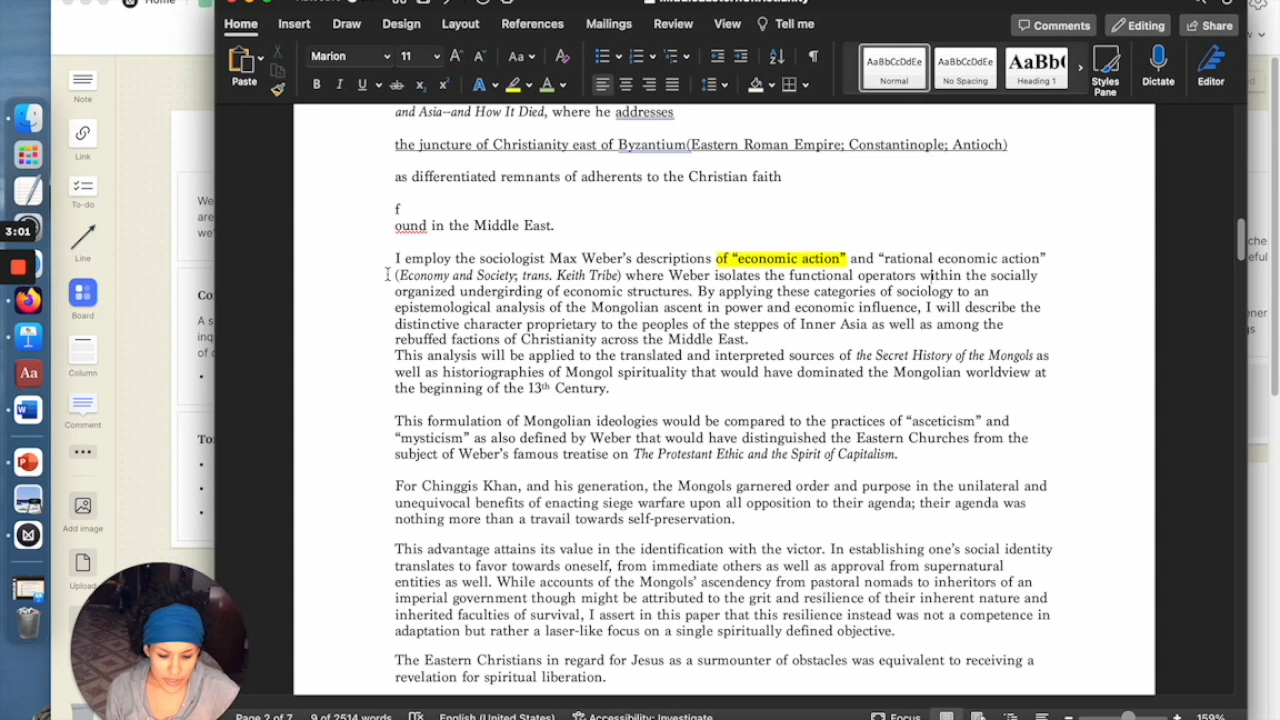 Home
Home Insert Draw Design Layout References Mailings Review View Tell me
Comments Editing Share
Marion 11
Paste
AaBbCcDdEe AaBbCcDdEe AaBbC
Normal No Spacing Heading 1
Styles Pane
Dictate
Editor
Note
Link
To-do
Line
Board
Column
Comment
Add image
Upload
3:01
We
are
we'
Co
A s
inq
of c
To
and Asia--and How It Died, where he addresses
the juncture of Christianity east of Byzantium(Eastern Roman Empire; Constantinople; Antioch)
as differentiated remnants of adherents to the Christian faith
f
ound in the Middle East.
I employ the sociologist Max Weber's descriptions of “economic action” and “rational economic action”
(Economy and Society; trans. Keith Tribe) where Weber isolates the functional operators within the socially
organized undergirding of economic structures. By applying these categories of sociology to an
epistemological analysis of the Mongolian ascent in power and economic influence, I will describe the
distinctive character proprietary to the peoples of the steppes of Inner Asia as well as among the
rebuffed factions of Christianity across the Middle East.
This analysis will be applied to the translated and interpreted sources of the Secret History of the Mongols as
well as historiographies of Mongol spirituality that would have dominated the Mongolian worldview at
the beginning of the 13th Century.
This formulation of Mongolian ideologies would be compared to the practices of “asceticism” and
“mysticism” as also defined by Weber that would have distinguished the Eastern Churches from the
subject of Weber's famous treatise on The Protestant Ethic and the Spirit of Capitalism.
For Chinggis Khan, and his generation, the Mongols garnered order and purpose in the unilateral and
unequivocal benefits of enacting siege warfare upon all opposition to their agenda; their agenda was
nothing more than a travail towards self-preservation.
This advantage attains its value in the identification with the victor. In establishing one's social identity
translates to favor towards oneself, from immediate others as well as approval from supernatural
entities as well. While accounts of the Mongols' ascendency from pastoral nomads to inheritors of an
imperial government though might be attributed to the grit and resilience of their inherent nature and
inherited faculties of survival, I assert in this paper that this resilience instead was not a competence in
adaptation but rather a laser-like focus on a single spiritually defined objective.
The Eastern Christians in regard for Jesus as a surmounter of obstacles was equivalent to receiving a
revelation for spiritual liberation.
Page 2 of 7 9 of 2514 words English (United States) Accessibility: Investigate Focus 159%